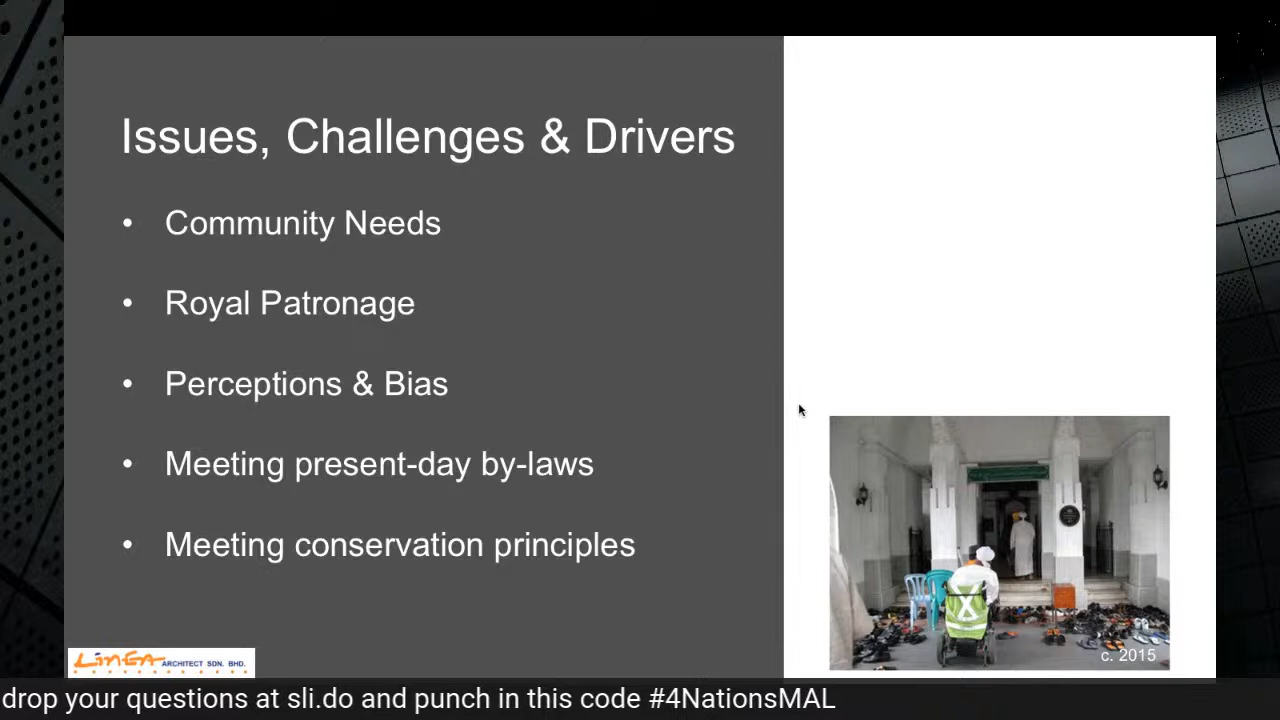 Issues, Challenges & Drivers
• Community Needs
• Royal Patronage
• Perceptions & Bias
• Meeting present-day by-laws
• Meeting conservation principles
c. 2015
LinEA ARCHITECT SDN. BHD.
drop your questions at sli.do and punch in this code #4NationsMAL